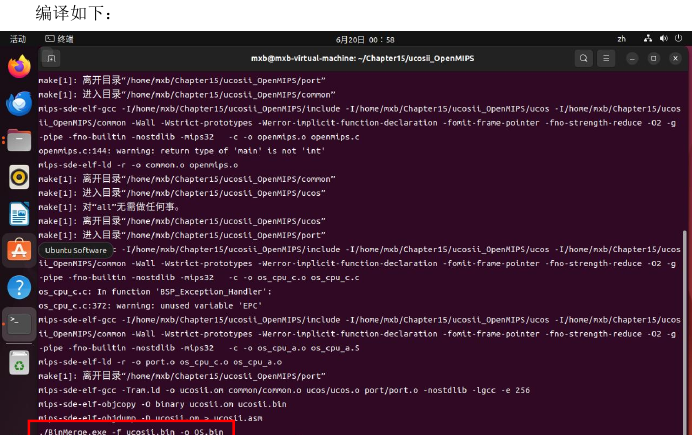 编译如下：
活动 终端 6月20日 00：58 zh
mxb@mxb-virtual-machine: ~/Chapter15/ucosii_OpenMIPS
make[1]: 离开目录“/home/mxb/Chapter15/ucosii_OpenMIPS/port”
make[1]: 进入目录“/home/mxb/Chapter15/ucosii_OpenMIPS/common”
mips-sde-elf-gcc -I/home/mxb/Chapter15/ucosii_OpenMIPS/include -I/home/mxb/Chapter15/ucosii_OpenMIPS/ucos -I/home/mxb/Chapter15/ucos
ii_OpenMIPS/common -Wall -Wstrict-prototypes -Werror-implicit-function-declaration -fomit-frame-pointer -fno-strength-reduce -O2 -g
-pipe -fno-builtin -nostdlib -mips32 -c -o openmips.o openmips.c
openmips.c:144: warning: return type of 'main' is not 'int'
mips-sde-elf-ld -r -o common.o openmips.o
make[1]: 离开目录“/home/mxb/Chapter15/ucosii_OpenMIPS/common”
make[1]: 进入目录“/home/mxb/Chapter15/ucosii_OpenMIPS/ucos”
make[1]: 对“all”无需做任何事。
make[1]: 离开目录“/home/mxb/Chapter15/ucosii_OpenMIPS/ucos”
make[1]: 进入目录“/home/mxb/Chapter15/ucosii_OpenMIPS/port”
Ubuntu Software c -I/home/mxb/Chapter15/ucosii_OpenMIPS/include -I/home/mxb/Chapter15/ucosii_OpenMIPS/ucos -I/home/mxb/Chapter15/ucos
ii_OpenMIPS/common -Wall -Wstrict-prototypes -Werror-implicit-function-declaration -fomit-frame-pointer -fno-strength-reduce -O2 -g
-pipe -fno-builtin -nostdlib -mips32 -c -o os_cpu_c.o os_cpu_c.c
os_cpu_c.c: In function 'BSP_Exception_Handler':
os_cpu_c.c:372: warning: unused variable 'EPC'
mips-sde-elf-gcc -I/home/mxb/Chapter15/ucosii_OpenMIPS/include -I/home/mxb/Chapter15/ucosii_OpenMIPS/ucos -I/home/mxb/Chapter15/ucos
ii_OpenMIPS/common -Wall -Wstrict-prototypes -Werror-implicit-function-declaration -fomit-frame-pointer -fno-strength-reduce -O2 -g
-pipe -fno-builtin -nostdlib -mips32 -c -o os_cpu_a.o os_cpu_a.S
mips-sde-elf-ld -r -o port.o os_cpu_c.o os_cpu_a.o
make[1]: 离开目录“/home/mxb/Chapter15/ucosii_OpenMIPS/port”
mips-sde-elf-gcc -Tram.ld -o ucosii.om common/common.o ucos/ucos.o port/port.o -nostdlib -lgcc -e 256
mips-sde-elf-objcopy -O binary ucosii.om ucosii.bin
mips-sde-elf-objdump -D ucosii.om > ucosii.asm
./BinMerge.exe -f ucosii.bin -o OS.bin